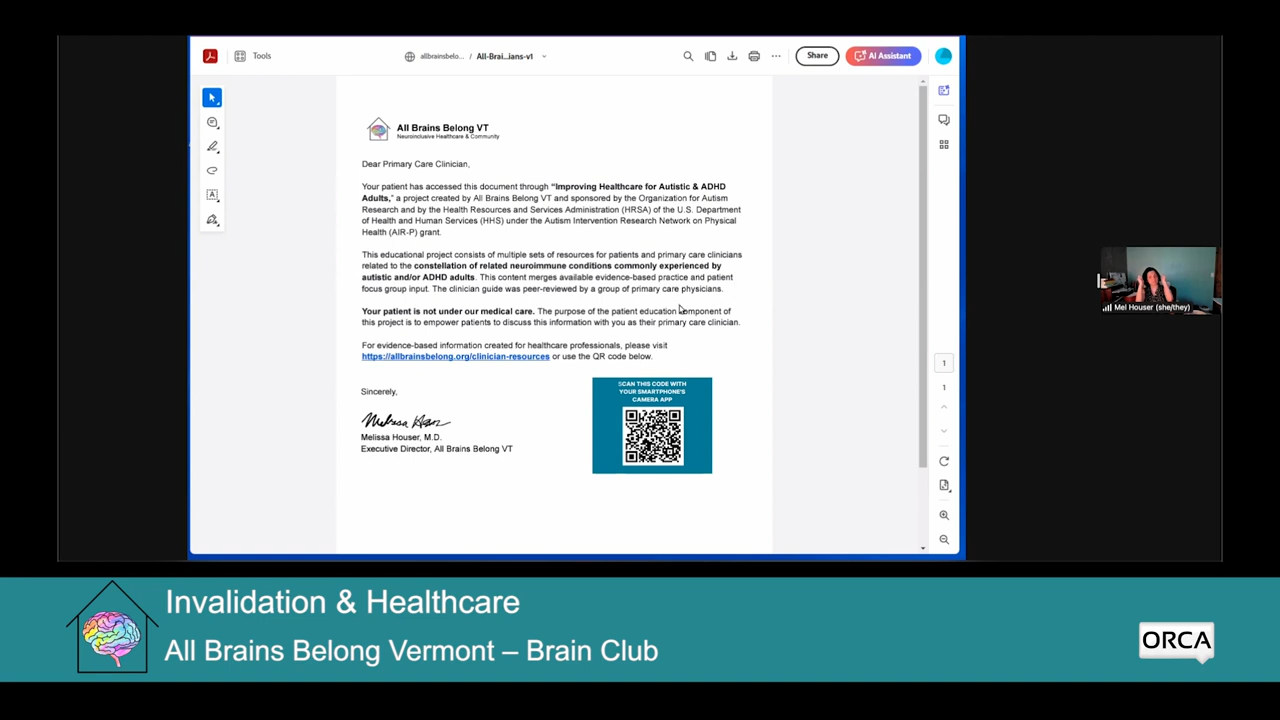 Tools
allbrainsbelo... / All-Brai...ians-v1
Share
AI Assistant
All Brains Belong VT
Neuroinclusive Healthcare & Community
Dear Primary Care Clinician,
Your patient has accessed this document through “Improving Healthcare for Autistic & ADHD
Adults,” a project created by All Brains Belong VT and sponsored by the Organization for Autism
Research and by the Health Resources and Services Administration (HRSA) of the U.S. Department
of Health and Human Services (HHS) under the Autism Intervention Research Network on Physical
Health (AIR-P) grant.
This educational project consists of multiple sets of resources for patients and primary care clinicians
related to the constellation of related neuroimmune conditions commonly experienced by
autistic and/or ADHD adults. This content merges available evidence-based practice and patient
focus group input. The clinician guide was peer-reviewed by a group of primary care physicians.
Your patient is not under our medical care. The purpose of the patient education component of
this project is to empower patients to discuss this information with you as their primary care clinician.
For evidence-based information created for healthcare professionals, please visit
https://allbrainsbelong.org/clinician-resources or use the QR code below.
Sincerely,
SCAN THIS CODE WITH
YOUR SMARTPHONE'S
CAMERA APP
Melissa Houser, M.D.
Executive Director, All Brains Belong VT
1
1
Mel Houser (she/they)
Invalidation & Healthcare
All Brains Belong Vermont – Brain Club
ORCA